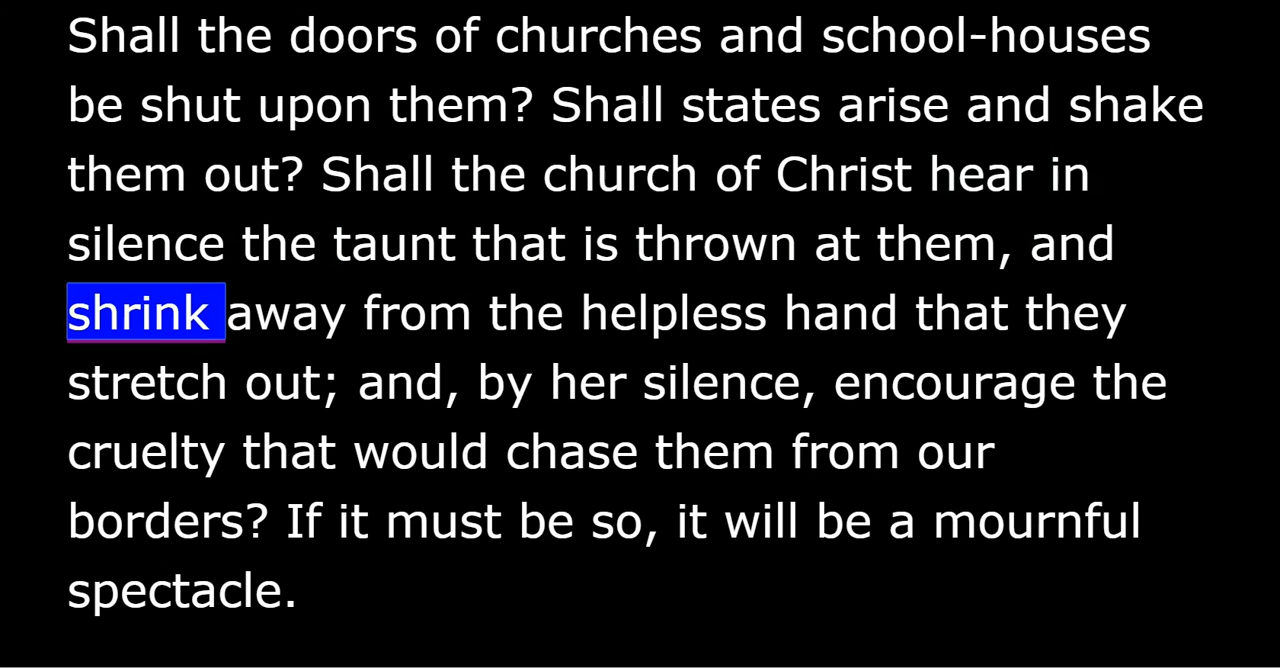 Shall the doors of churches and school-houses
be shut upon them? Shall states arise and shake
them out? Shall the church of Christ hear in
silence the taunt that is thrown at them, and
shrink away from the helpless hand that they
stretch out; and, by her silence, encourage the
cruelty that would chase them from our
borders? If it must be so, it will be a mournful
spectacle.